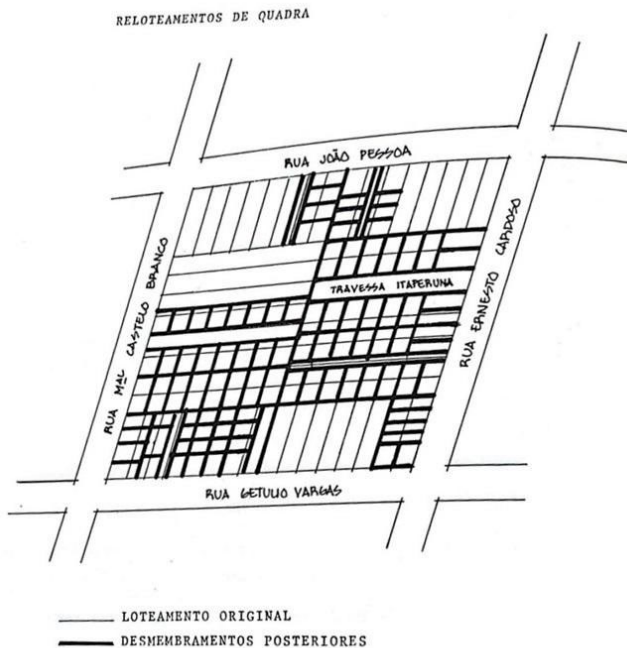 RELOTEAMENTOS DE QUADRA
RUA JOÃO PESSOA
RUA MAL CASTELO BRANCO
TRAVESSA ITAPERUNA
RUA ERNESTO CARDOSO
RUA GETULIO VARGAS
LOTEAMENTO ORIGINAL
DESMEMBRAMENTOS POSTERIORES